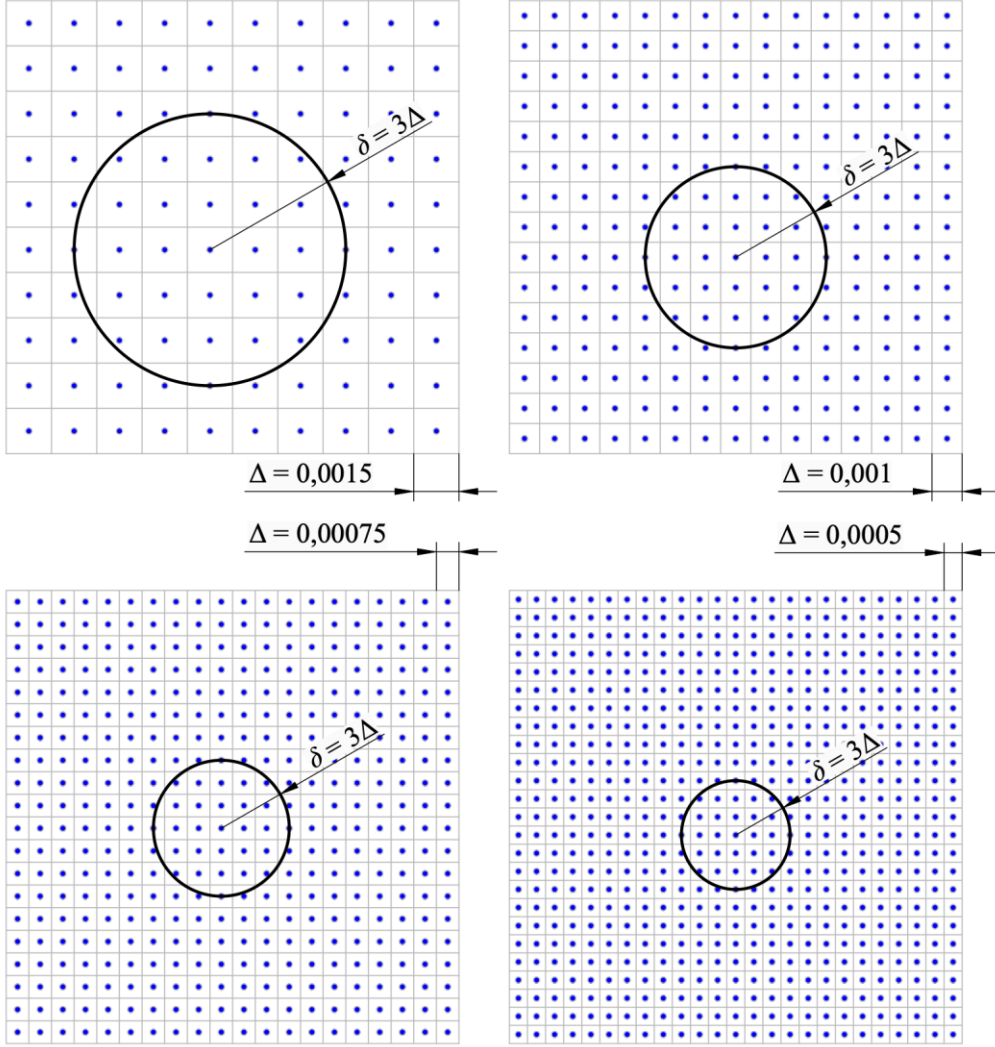 δ = 3Δ
δ = 3Δ
Δ = 0,0015
Δ = 0,001
Δ = 0,00075
Δ = 0,0005
δ = 3Δ
δ = 3Δ